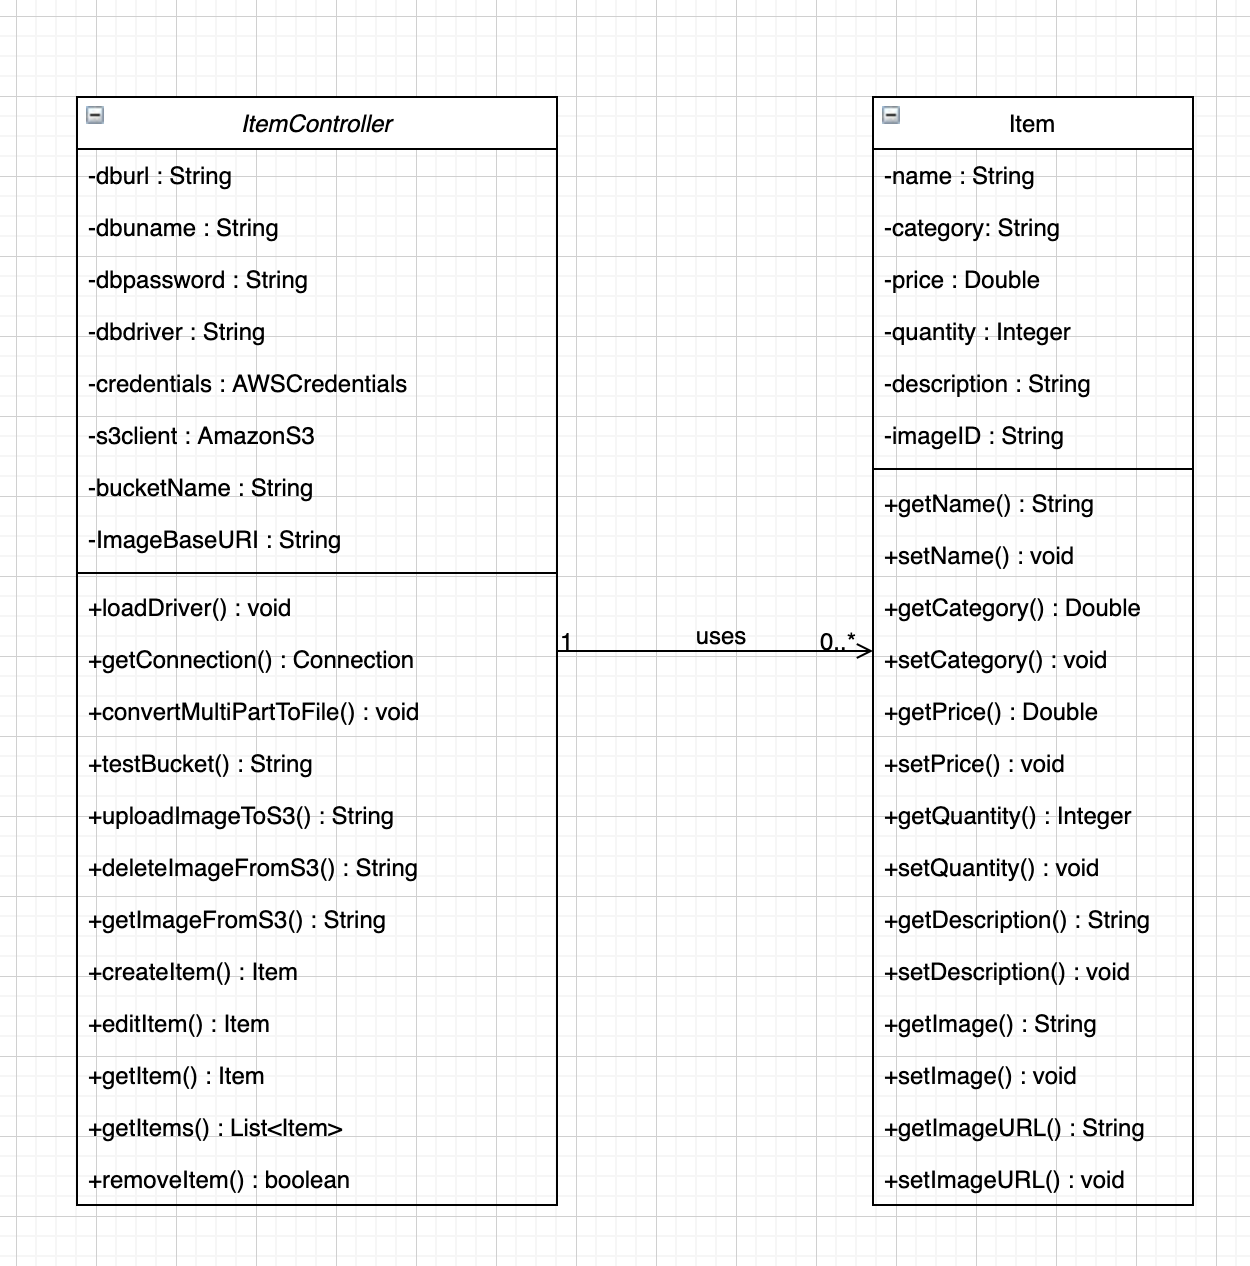 ItemController
-dburl : String
-dbuname : String
-dbpassword : String
-dbdriver : String
-credentials : AWSCredentials
-s3client : AmazonS3
-bucketName : String
-ImageBaseURI : String
+loadDriver() : void
+getConnection() : Connection
+convertMultiPartToFile() : void
+testBucket() : String
+uploadImageToS3() : String
+deleteImageFromS3() : String
+getImageFromS3() : String
+createItem() : Item
+editItem() : Item
+getItem() : Item
+getItems() : List<Item>
+removeItem() : boolean
1 uses 0..*
Item
-name : String
-category: String
-price : Double
-quantity : Integer
-description : String
-imageID : String
+getName() : String
+setName() : void
+getCategory() : Double
+setCategory() : void
+getPrice() : Double
+setPrice() : void
+getQuantity() : Integer
+setQuantity() : void
+getDescription() : String
+setDescription() : void
+getImage() : String
+setImage() : void
+getImageURL() : String
+setImageURL() : void